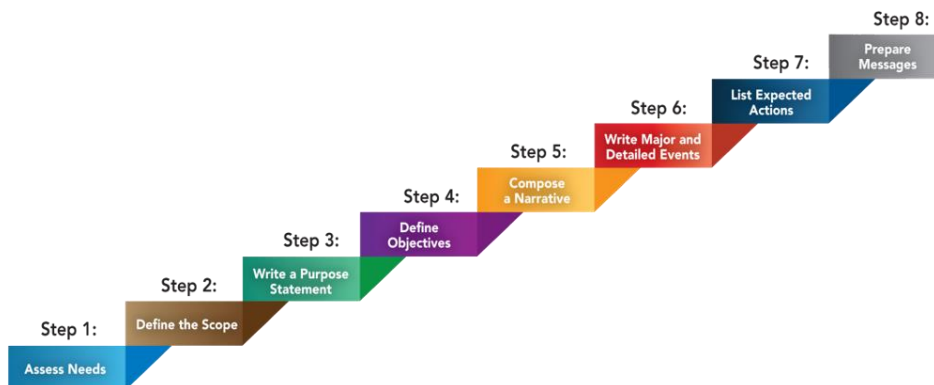 Step 1:
Assess Needs
Step 2:
Define the Scope
Step 3:
Write a Purpose
Statement
Step 4:
Define
Objectives
Step 5:
Compose
a Narrative
Step 6:
Write Major and
Detailed Events
Step 7:
List Expected
Actions
Step 8:
Prepare
Messages